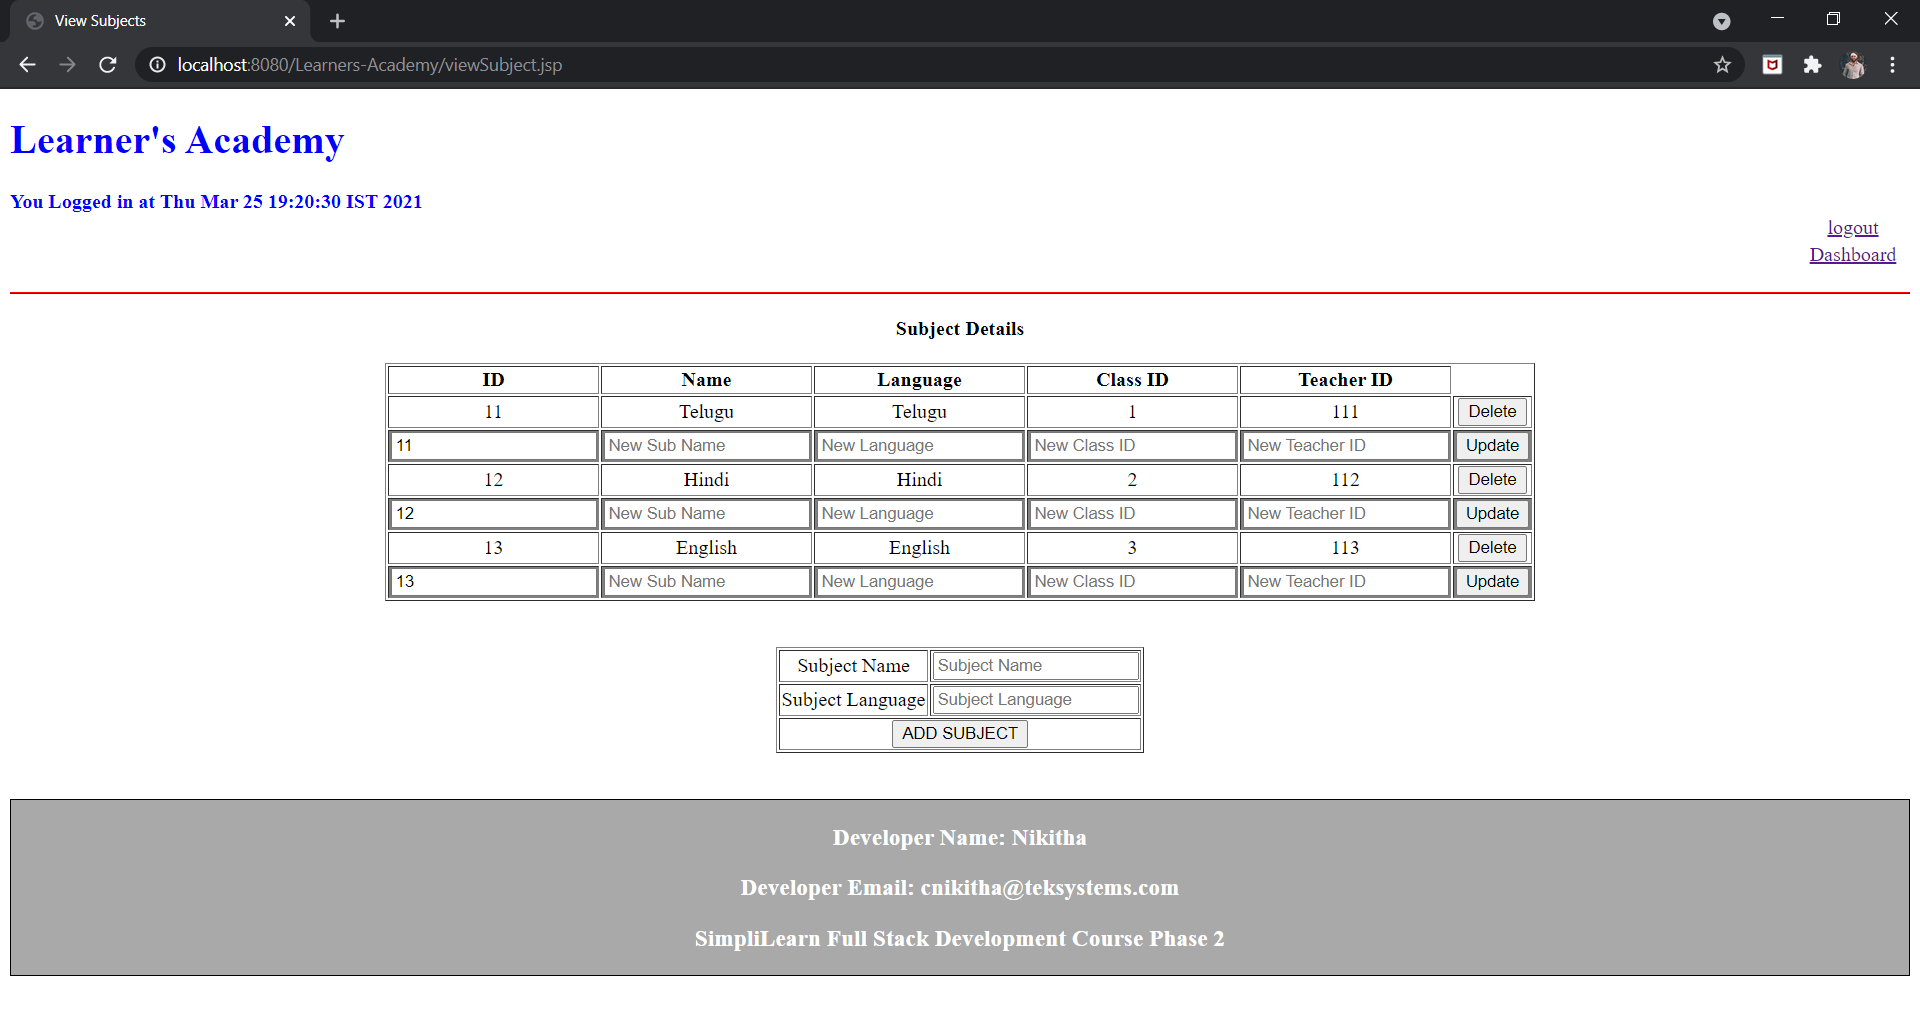 View Subjects
localhost:8080/Learners-Academy/viewSubject.jsp
Learner's Academy
You Logged in at Thu Mar 25 19:20:30 IST 2021
logout
Dashboard
Subject Details
ID Name Language Class ID Teacher ID
11 Telugu Telugu 1 111 Delete
11 New Sub Name New Language New Class ID New Teacher ID Update
12 Hindi Hindi 2 112 Delete
12 New Sub Name New Language New Class ID New Teacher ID Update
13 English English 3 113 Delete
13 New Sub Name New Language New Class ID New Teacher ID Update
Subject Name Subject Name
Subject Language Subject Language
ADD SUBJECT
Developer Name: Nikitha
Developer Email: cnikitha@teksystems.com
SimpliLearn Full Stack Development Course Phase 2